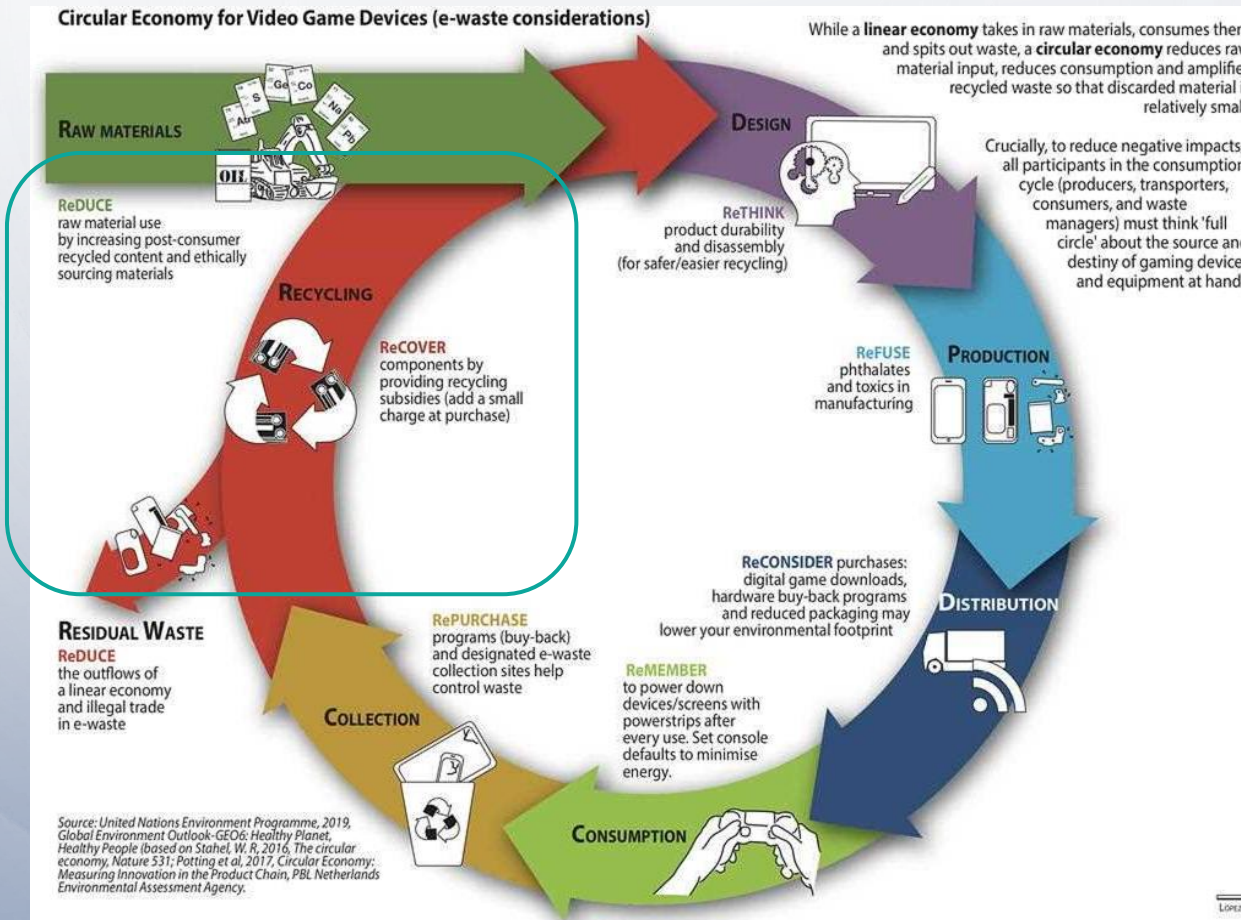 Circular Economy for Video Game Devices (e-waste considerations)
While a linear economy takes in raw materials, consumes them
and spits out waste, a circular economy reduces raw
material input, reduces consumption and amplifie
recycled waste so that discarded material i
relatively smal
Crucially, to reduce negative impacts
all participants in the consumption
cycle (producers, transporters,
consumers, and waste
managers) must think 'full
circle' about the source and
destiny of gaming device
and equipment at hand
RAW MATERIALS
Au
S
Ge
Co
Na
Pb
OIL
ReDUCE
raw material use
by increasing post-consumer
recycled content and ethically
sourcing materials
DESIGN
ReTHINK
product durability
and disassembly
(for safer/easier recycling)
RECYCLING
ReCOVER
components by
providing recycling
subsidies (add a small
charge at purchase)
ReFUSE
phthalates
and toxics in
manufacturing
PRODUCTION
ReCONSIDER purchases:
digital game downloads,
hardware buy-back programs
and reduced packaging may
lower your environmental footprint
DISTRIBUTION
RESIDUAL WASTE
ReDUCE
the outflows of
a linear economy
and illegal trade
in e-waste
RePURCHASE
programs (buy-back)
and designated e-waste
collection sites help
control waste
ReMEMBER
to power down
devices/screens with
powerstrips after
every use. Set console
defaults to minimise
energy.
COLLECTION
CONSUMPTION
Source: United Nations Environment Programme, 2019,
Global Environment Outlook-GEO6: Healthy Planet,
Healthy People (based on Stahel, W. R, 2016, The circular
economy, Nature 531; Potting et al, 2017, Circular Economy:
Measuring Innovation in the Product Chain, PBL Netherlands
Environmental Assessment Agency.
LOPEZ